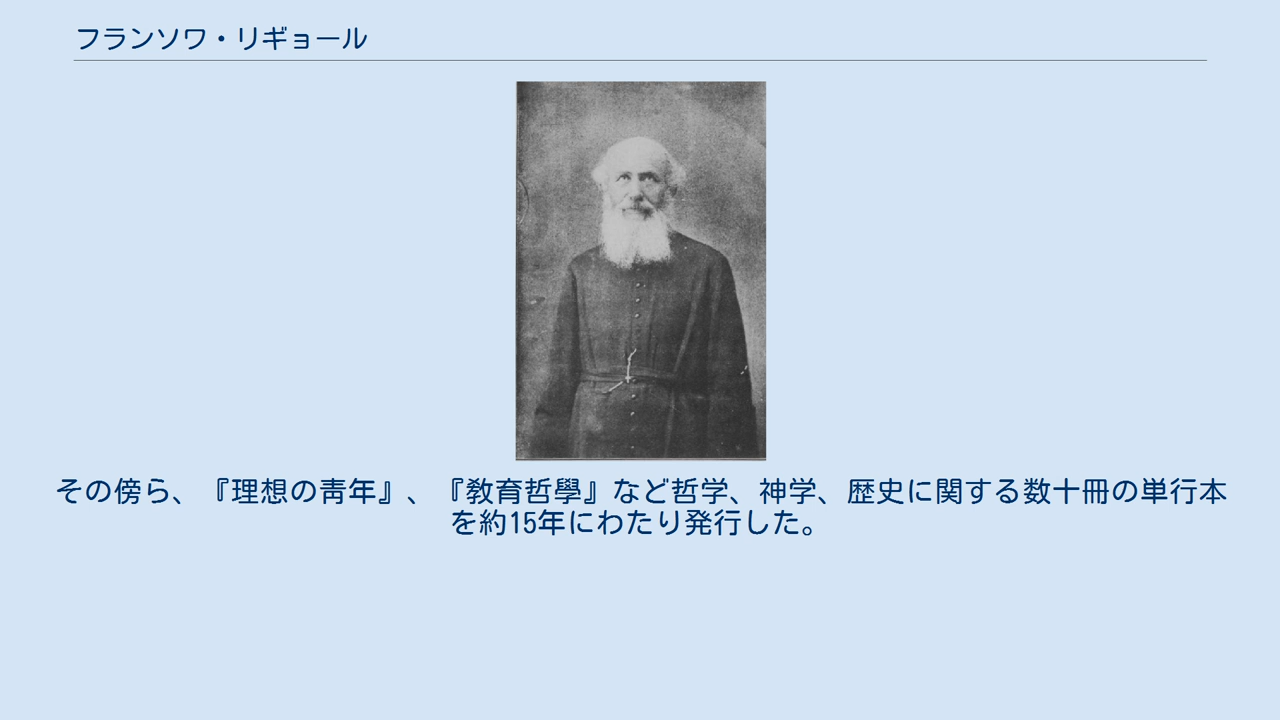 フランソワ・リギョール
その傍ら、『理想の靑年』、『敎育哲學』など哲学、神学、歴史に関する数十冊の単行本
を約15年にわたり発行した。